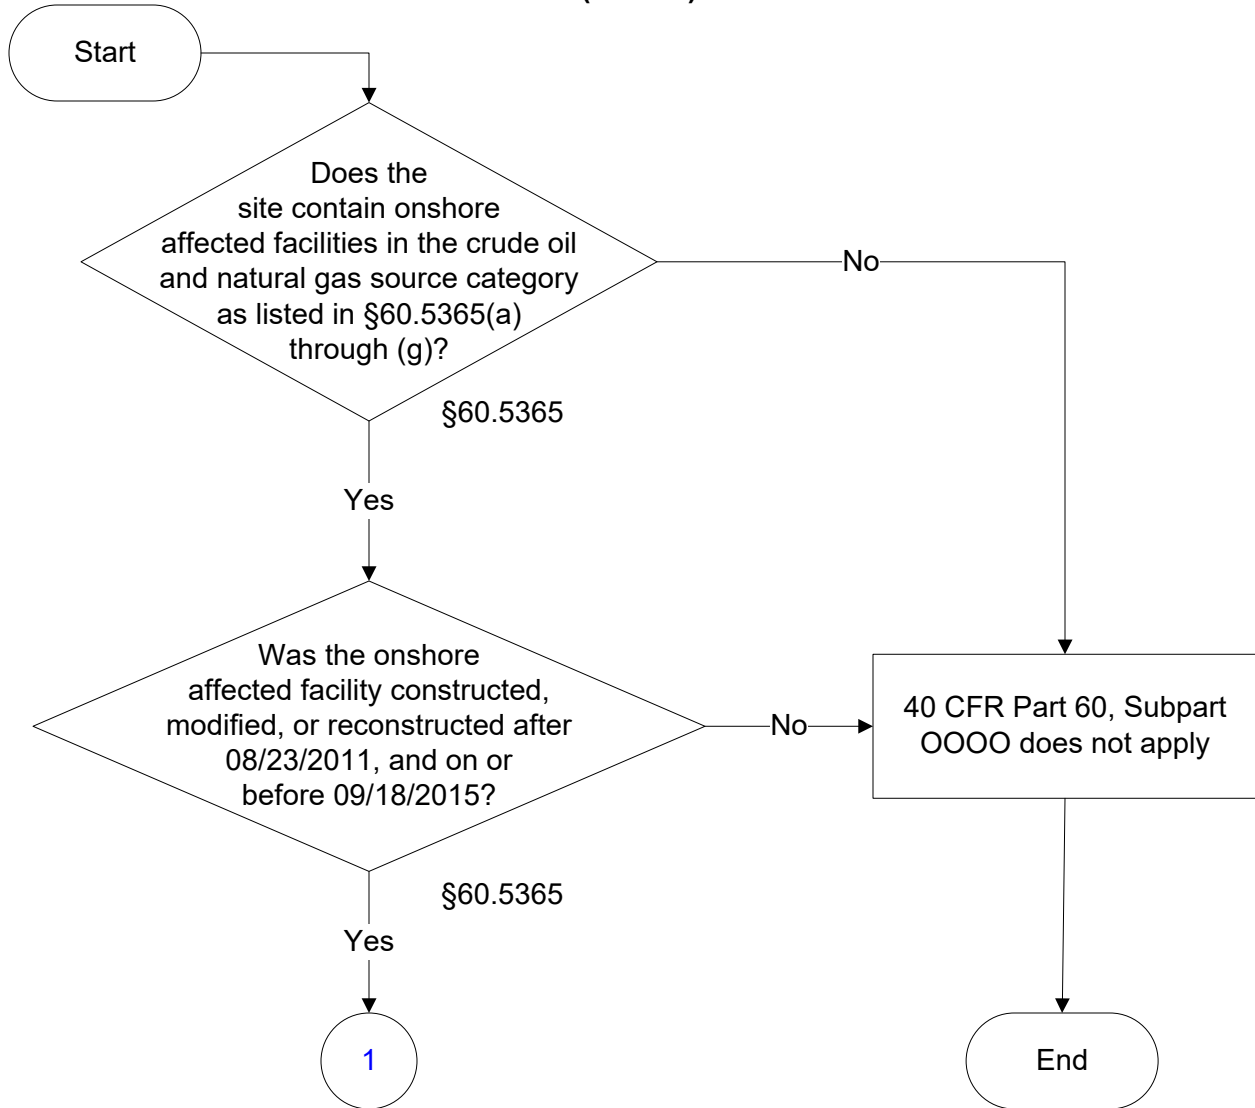 Start
Does the
site contain onshore
affected facilities in the crude oil
and natural gas source category
as listed in §60.5365(a)
through (g)?
No
§60.5365
Yes
Was the onshore
affected facility constructed,
modified, or reconstructed after
08/23/2011, and on or
before 09/18/2015?
No
40 CFR Part 60, Subpart
OOOO does not apply
§60.5365
Yes
1
End